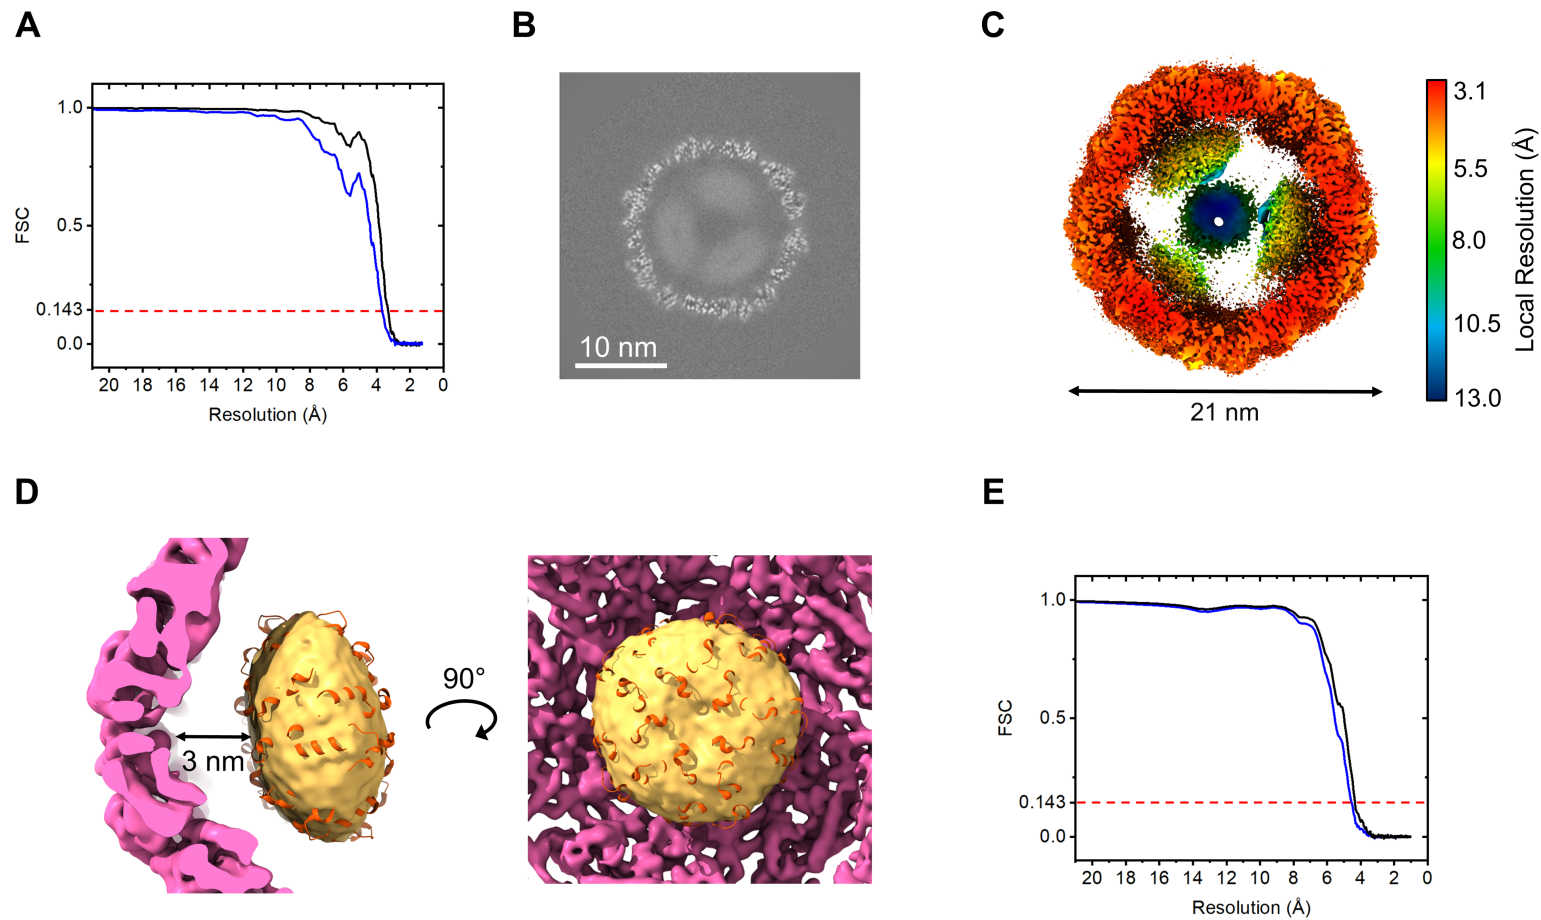 A
1.0
0.5
0.143
0.0
FSC
20 18 16 14 12 10 8 6 4 2 0
Resolution (Å)
B
10 nm
C
21 nm
3.1
5.5
8.0
10.5
13.0
Local Resolution (Å)
D
3 nm
90°
E
1.0
0.5
0.143
0.0
FSC
20 18 16 14 12 10 8 6 4 2 0
Resolution (Å)